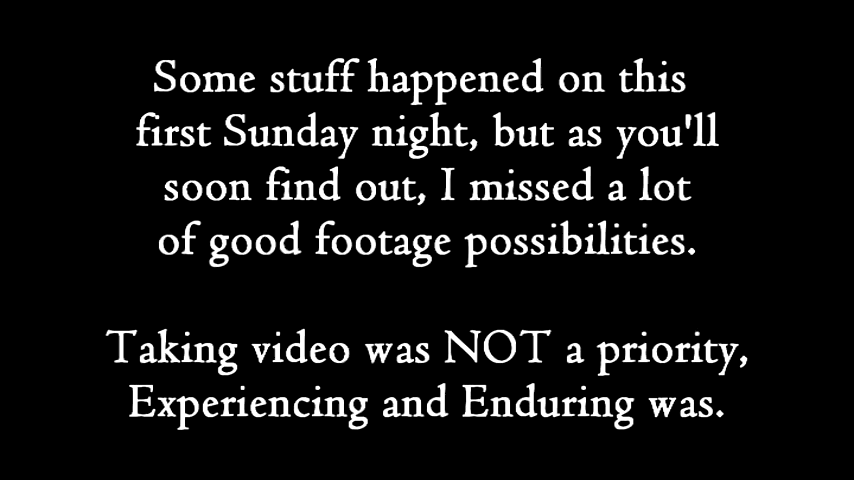 Some stuff happened on this
first Sunday night, but as you'll
soon find out, I missed a lot
of good footage possibilities.
Taking video was NOT a priority,
Experiencing and Enduring was.